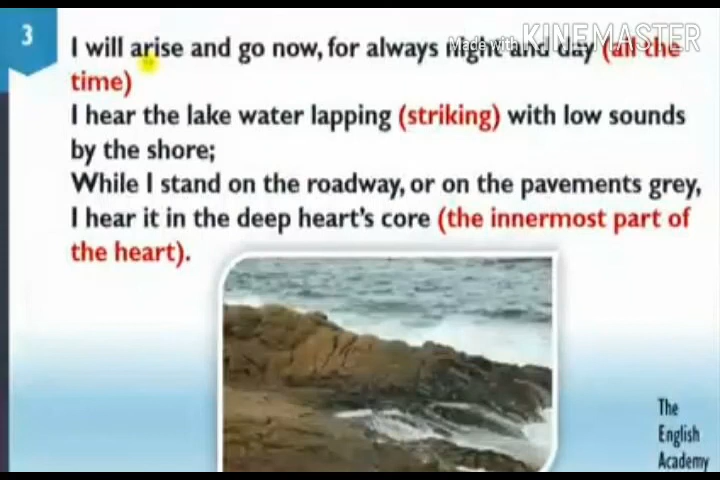 3
I will arise and go now, for always night and day (all the
time)
I hear the lake water lapping (striking) with low sounds
by the shore;
While I stand on the roadway, or on the pavements grey,
I hear it in the deep heart's core (the innermost part of
the heart).
Made with KINEMASTER
The
English
Academy